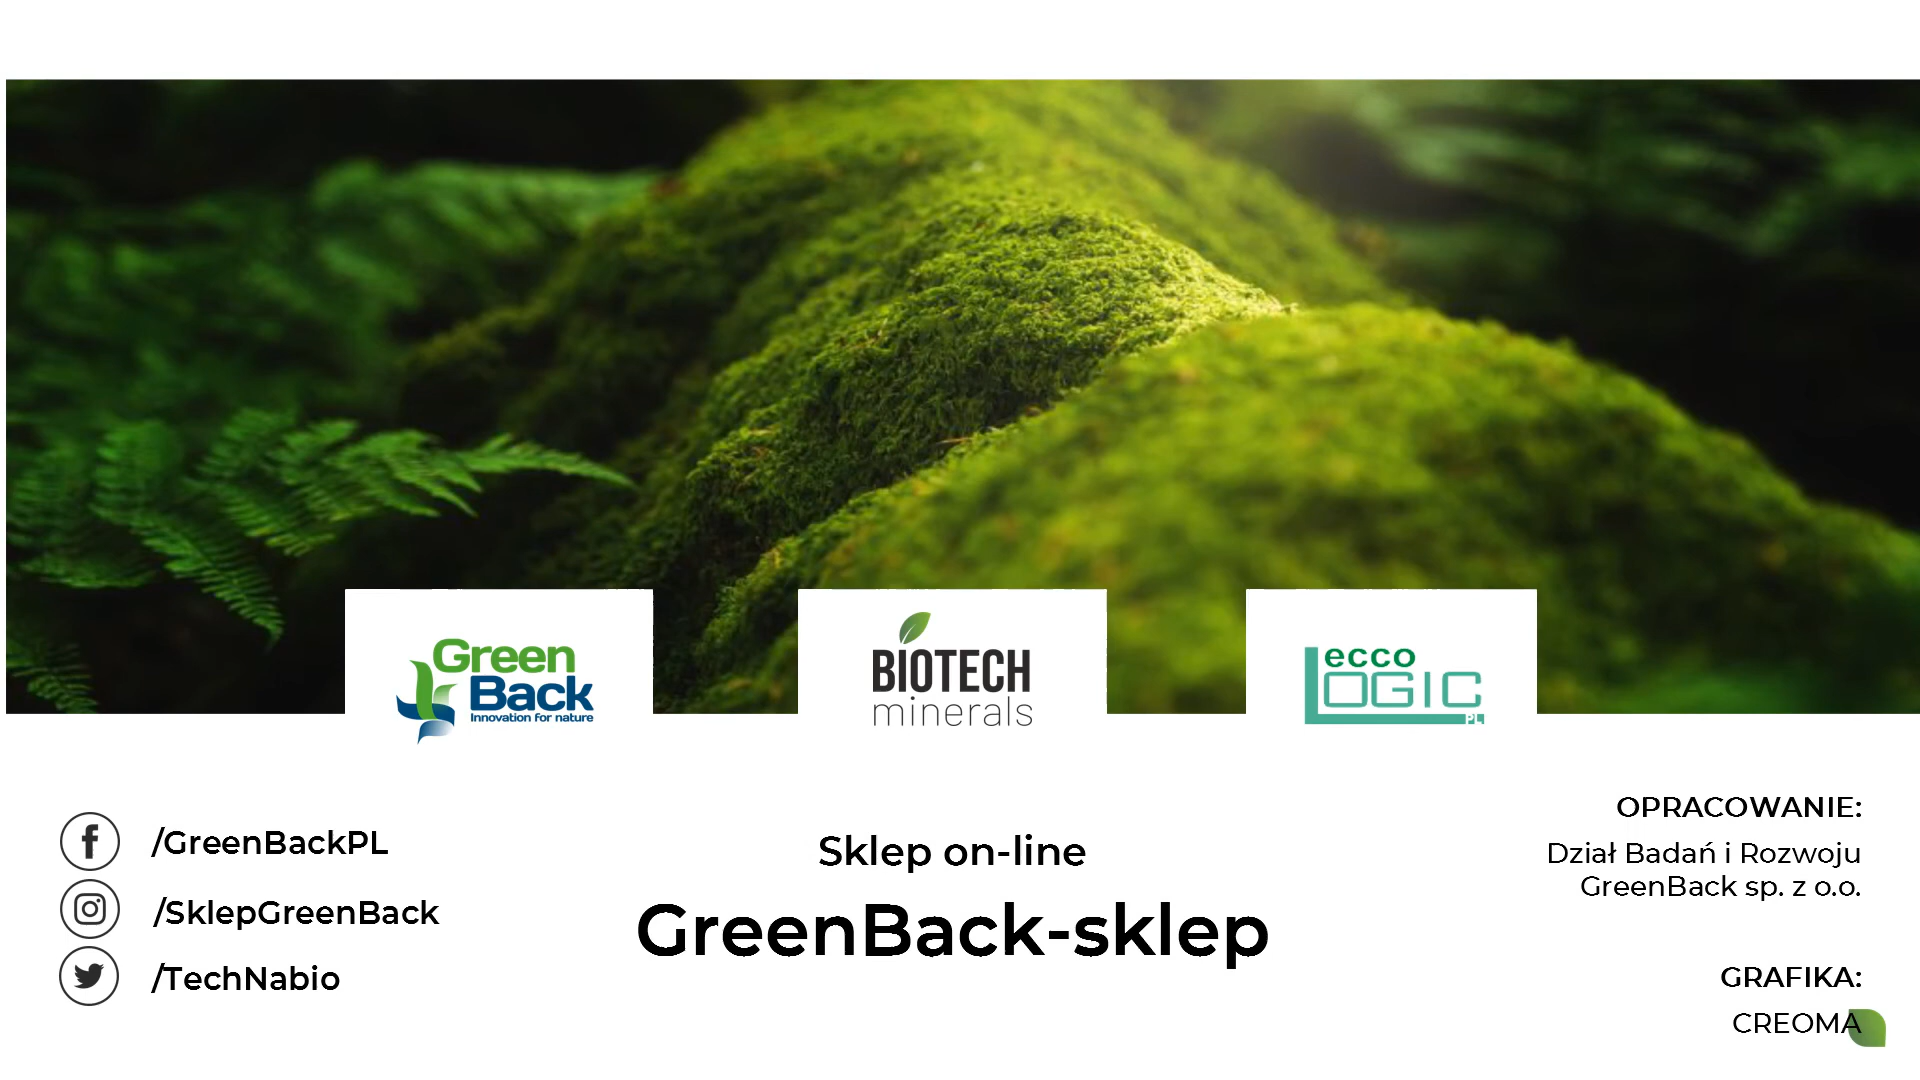 Green
Back
Innovation for nature
BIOTECH
minerals
ecco
LOGIC
PL
/GreenBackPL
/SklepGreenBack
/TechNabio
Sklep on-line
GreenBack-sklep
OPRACOWANIE:
Dział Badań i Rozwoju
GreenBack sp. z o.o.
GRAFIKA:
CREOMA